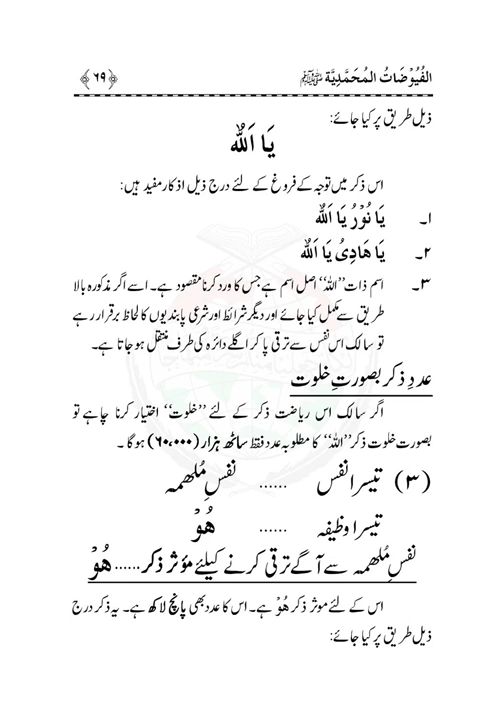 الفُیُوْضَاتُ المُحَمَّدِیَّة ﷺ ﴿۶۹﴾
ذیل طریق پر کیا جائے:
یَا اَللّٰہُ
اس ذکر میں توجہ کے فروغ کے لئے درج ذیل اذکار مفید ہیں:
۱۔ یَا نُوْرُ یَا اَللّٰہُ
۲۔ یَا ھَادِیُ یَا اَللّٰہُ
۳۔ اسم ذات ’’اللہ‘‘ اصل اسم ہے جس کا ورد کرنا مقصود ہے۔ اسے اگر مذکورہ بالا
طریق سے مکمل کیا جائے اور دیگر شرائط اور شرعی پابندیوں کا لحاظ برقرار رہے
تو سالک اس نفس سے ترقی پا کر اگلے دائرہ کی طرف منتقل ہو جاتا ہے۔
عددِ ذکر بصورتِ خلوت
اگر سالک اس ریاضت ذکر کے لئے ’’خلوت‘‘ اختیار کرنا چاہے تو
بصورت خلوت ذکر ’’اللہ‘‘ کا مطلوبہ عدد فقط ساٹھ ہزار (۶۰،۰۰۰) ہوگا۔
(۳) تیسرا نفس ...... نفسِ مُلھمہ
تیسرا وظیفہ ...... ھُوْ
نفسِ مُلھمہ سے آگے ترقی کرنے کیلئے مؤثر ذکر...... ھُوْ
اس کے لئے موثر ذکر ھُوْ ہے۔ اس کا عدد بھی پانچ لاکھ ہے۔ یہ ذکر درج
ذیل طریق پر کیا جائے: